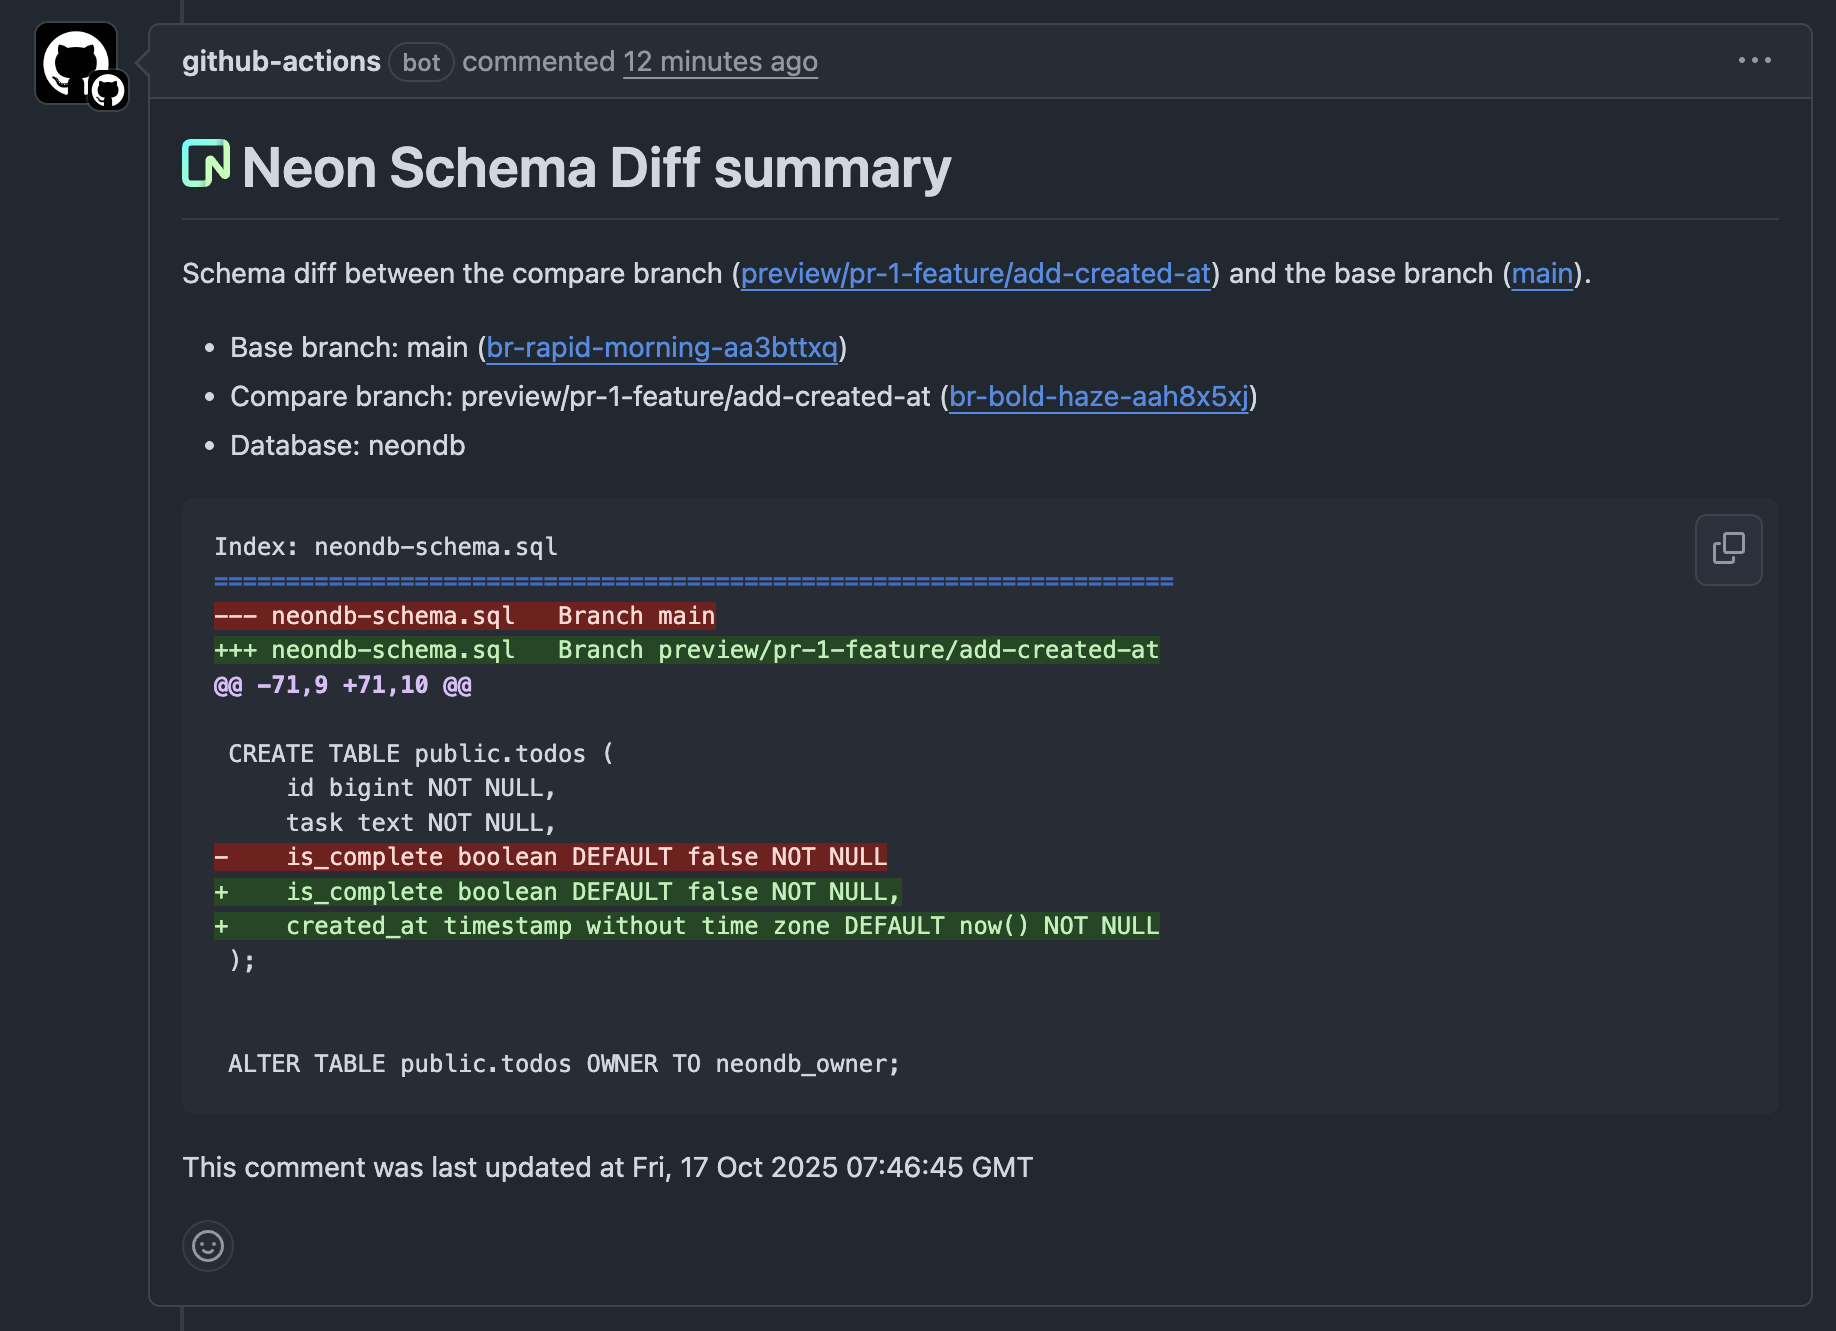 github-actions bot commented 12 minutes ago
Neon Schema Diff summary
Schema diff between the compare branch (preview/pr-1-feature/add-created-at) and the base branch (main).
• Base branch: main (br-rapid-morning-aa3bttxq)
• Compare branch: preview/pr-1-feature/add-created-at (br-bold-haze-aah8x5xj)
• Database: neondb
Index: neondb-schema.sql
===================================================================
--- neondb-schema.sql   Branch main
+++ neondb-schema.sql   Branch preview/pr-1-feature/add-created-at
@@ -71,9 +71,10 @@
 CREATE TABLE public.todos (
     id bigint NOT NULL,
     task text NOT NULL,
-    is_complete boolean DEFAULT false NOT NULL
+    is_complete boolean DEFAULT false NOT NULL,
+    created_at timestamp without time zone DEFAULT now() NOT NULL
 );
 ALTER TABLE public.todos OWNER TO neondb_owner;
This comment was last updated at Fri, 17 Oct 2025 07:46:45 GMT